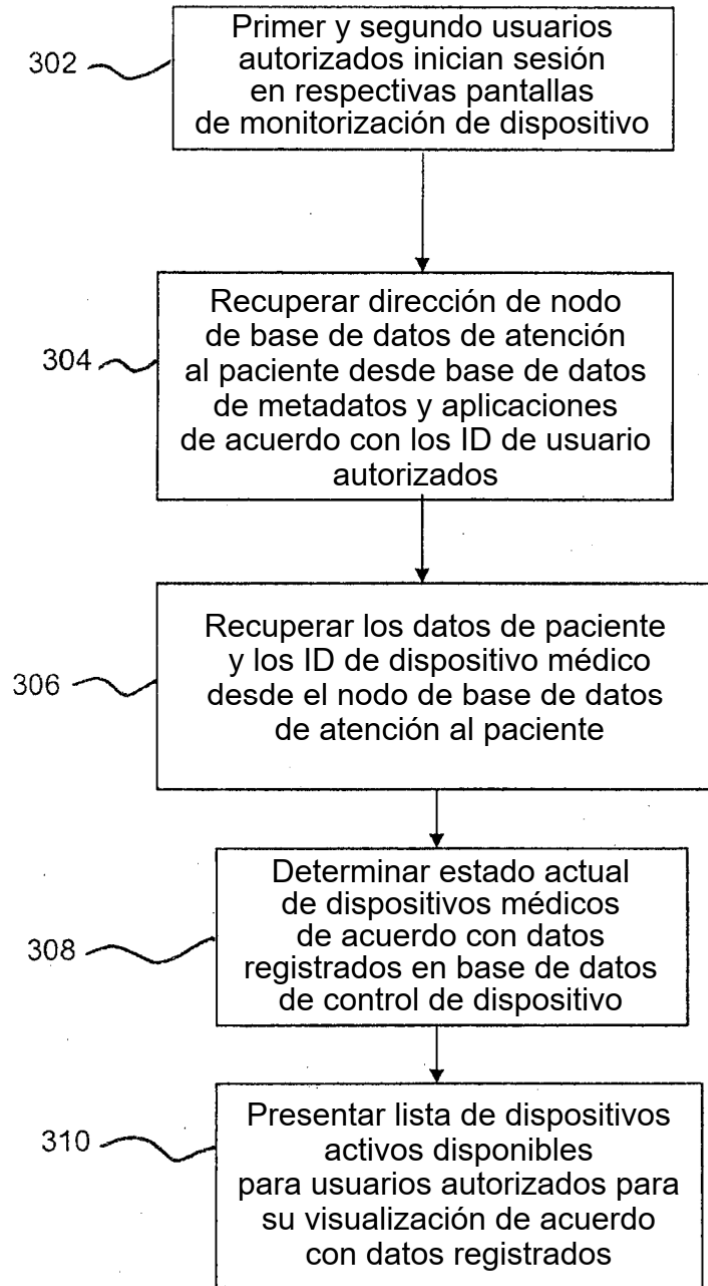 302
Primer y segundo usuarios
autorizados inician sesión
en respectivas pantallas
de monitorización de dispositivo
304
Recuperar dirección de nodo
de base de datos de atención
al paciente desde base de datos
de metadatos y aplicaciones
de acuerdo con los ID de usuario
autorizados
306
Recuperar los datos de paciente
y los ID de dispositivo médico
desde el nodo de base de datos
de atención al paciente
308
Determinar estado actual
de dispositivos médicos
de acuerdo con datos
registrados en base de datos
de control de dispositivo
310
Presentar lista de dispositivos
activos disponibles
para usuarios autorizados para
su visualización de acuerdo
con datos registrados